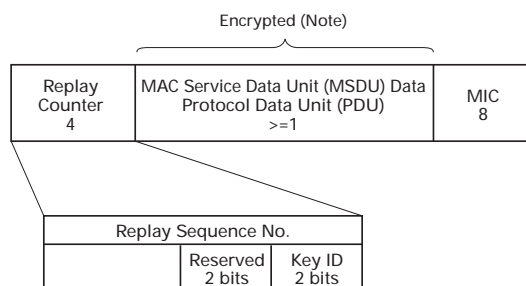 Encrypted (Note)
Replay
Counter
4
MAC Service Data Unit (MSDU) Data
Protocol Data Unit (PDU)
>=1
MIC
8
Replay Sequence No.
Reserved
2 bits
Key ID
2 bits